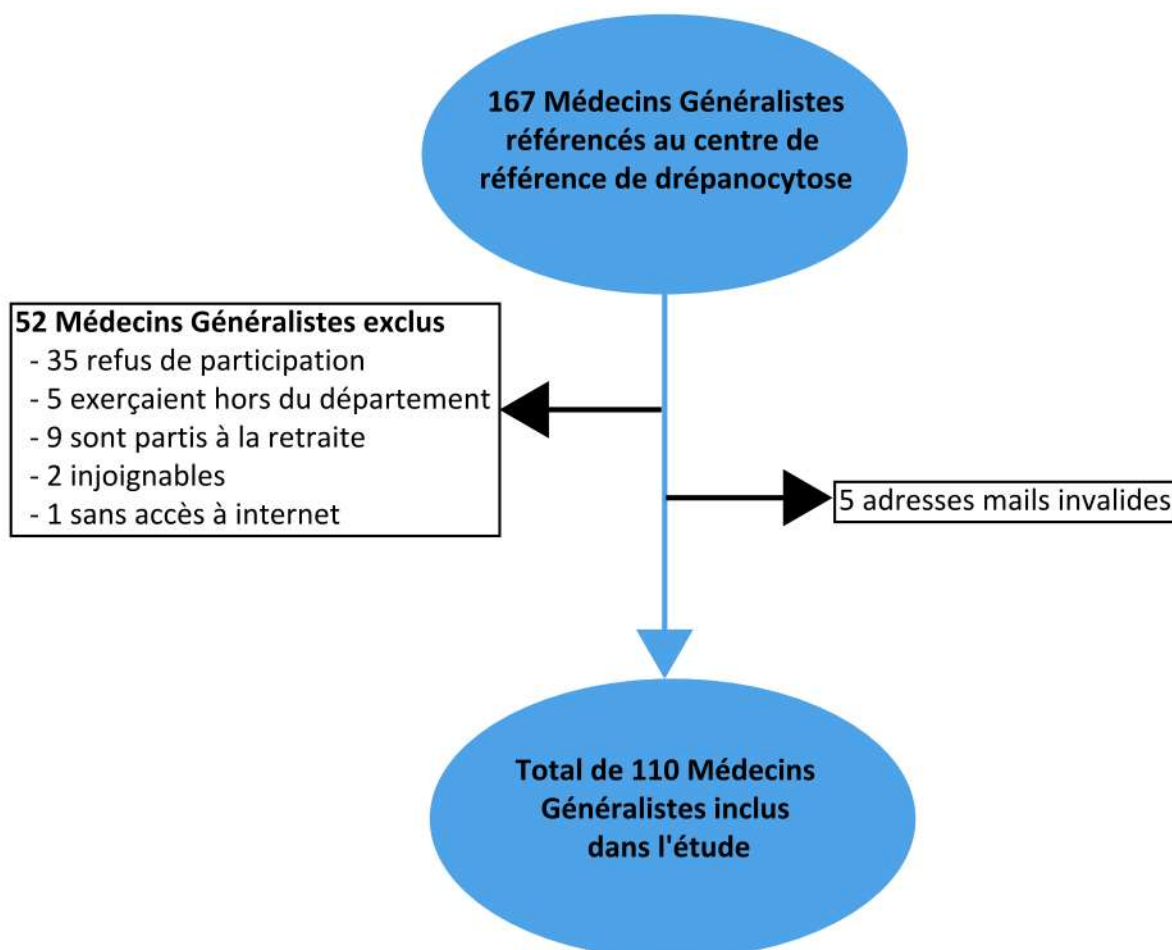 167 Médecins Généralistes
référencés au centre de
référence de drépanocytose
52 Médecins Généralistes exclus
- 35 refus de participation
- 5 exerçaient hors du département
- 9 sont partis à la retraite
- 2 injoignables
- 1 sans accès à internet
5 adresses mails invalides
Total de 110 Médecins
Généralistes inclus
dans l'étude